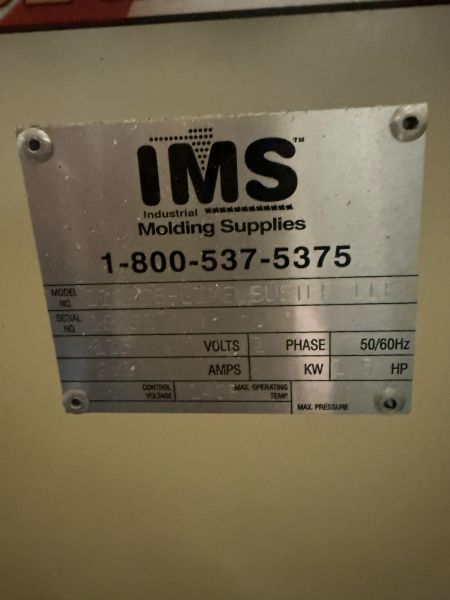 IMS™
Industrial
Molding Supplies
1-800-537-5375
MODEL NO.
SERIAL NO.
VOLTS 1 PHASE 50/60Hz
AMPS KW HP
CONTROL VOLTAGE MAX. OPERATING TEMP.
MAX. PRESSURE